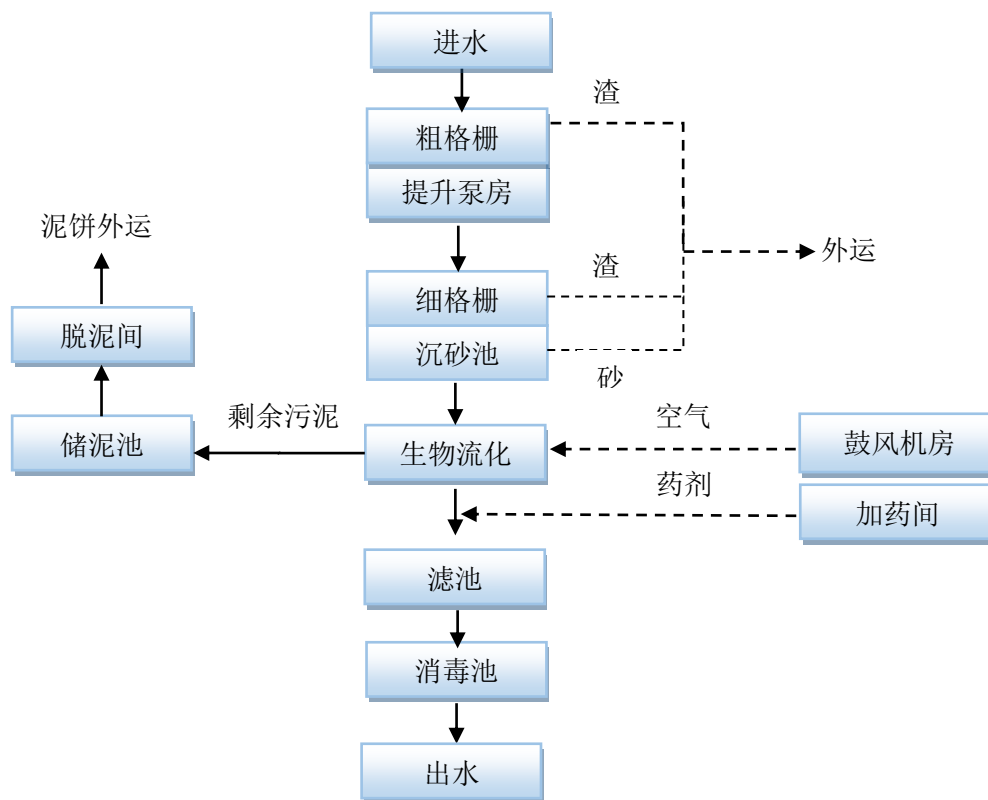 进水
渣
粗格栅
提升泵房
泥饼外运
外运
渣
细格栅
脱泥间
沉砂池
砂
空气
剩余污泥
储泥池
生物流化
鼓风机房
药剂
加药间
滤池
消毒池
出水